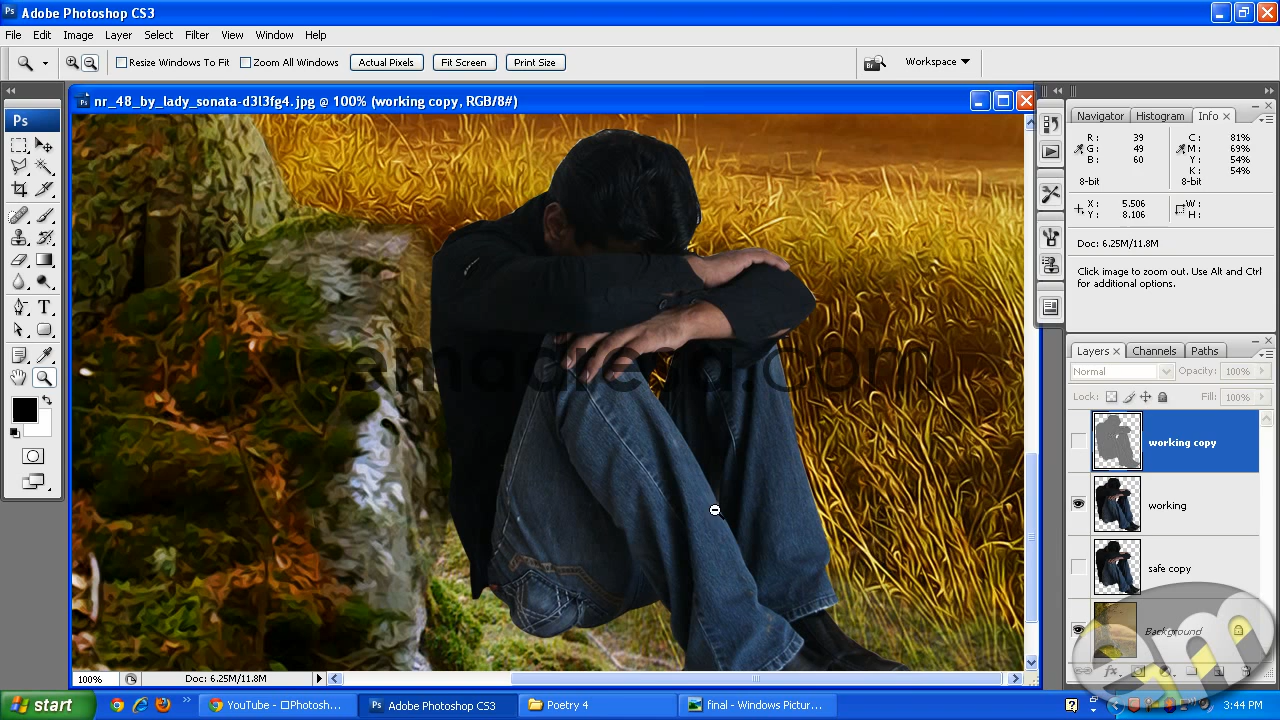 Adobe Photoshop CS3
File Edit Image Layer Select Filter View Window Help
Resize Windows To Fit Zoom All Windows Actual Pixels Fit Screen Print Size Workspace
Ps
nr_48_by_lady_sonata-d3l3fg4.jpg @ 100% (working copy, RGB/8#)
Navigator Histogram Info
R: 39 C: 81%
G: 49 M: 69%
B: 60 Y: 54%
K: 54%
8-bit 8-bit
X: 5.506 W:
Y: 8.106 H:
Doc: 6.25M/11.8M
Click image to zoom out. Use Alt and Ctrl
for additional options.
Layers Channels Paths
Normal Opacity: 100%
Lock: Fill: 100%
working copy
working
safe copy
Background
emadresa.com
100% Doc: 6.25M/11.8M
start YouTube - Photosh... Adobe Photoshop CS3 Poetry 4 final - Windows Pictur... 3:44 PM